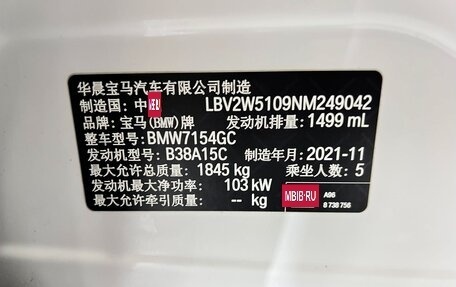 华晨宝马汽车有限公司制造
制造国: 中 LBV2W5109NM249042
品牌: 宝马(BMW)牌 发动机排量: 1499 mL
整车型号: BMW7154GC
发动机型号: B38A15C 制造年月: 2021-11
最大允许总质量: 1845 kg 乘坐人数: 5
发动机最大净功率: 103 kW
最大允许牵引质量: -- kg
MBIB·RU
A96
8 738 756